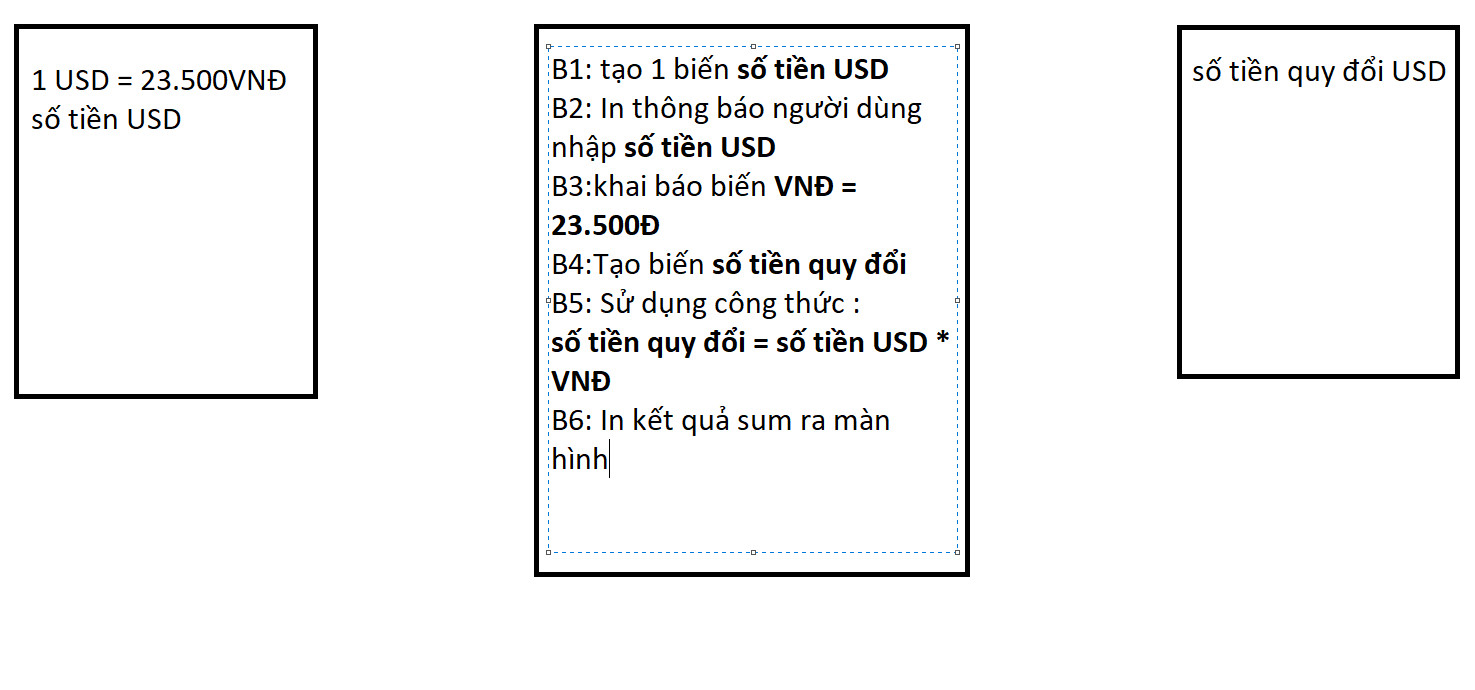 1 USD = 23.500VNĐ
số tiền USD
B1: tạo 1 biến số tiền USD
B2: In thông báo người dùng
nhập số tiền USD
B3:khai báo biến VNĐ =
23.500Đ
B4:Tạo biến số tiền quy đổi
B5: Sử dụng công thức :
số tiền quy đổi = số tiền USD *
VNĐ
B6: In kết quả sum ra màn
hình
số tiền quy đổi USD